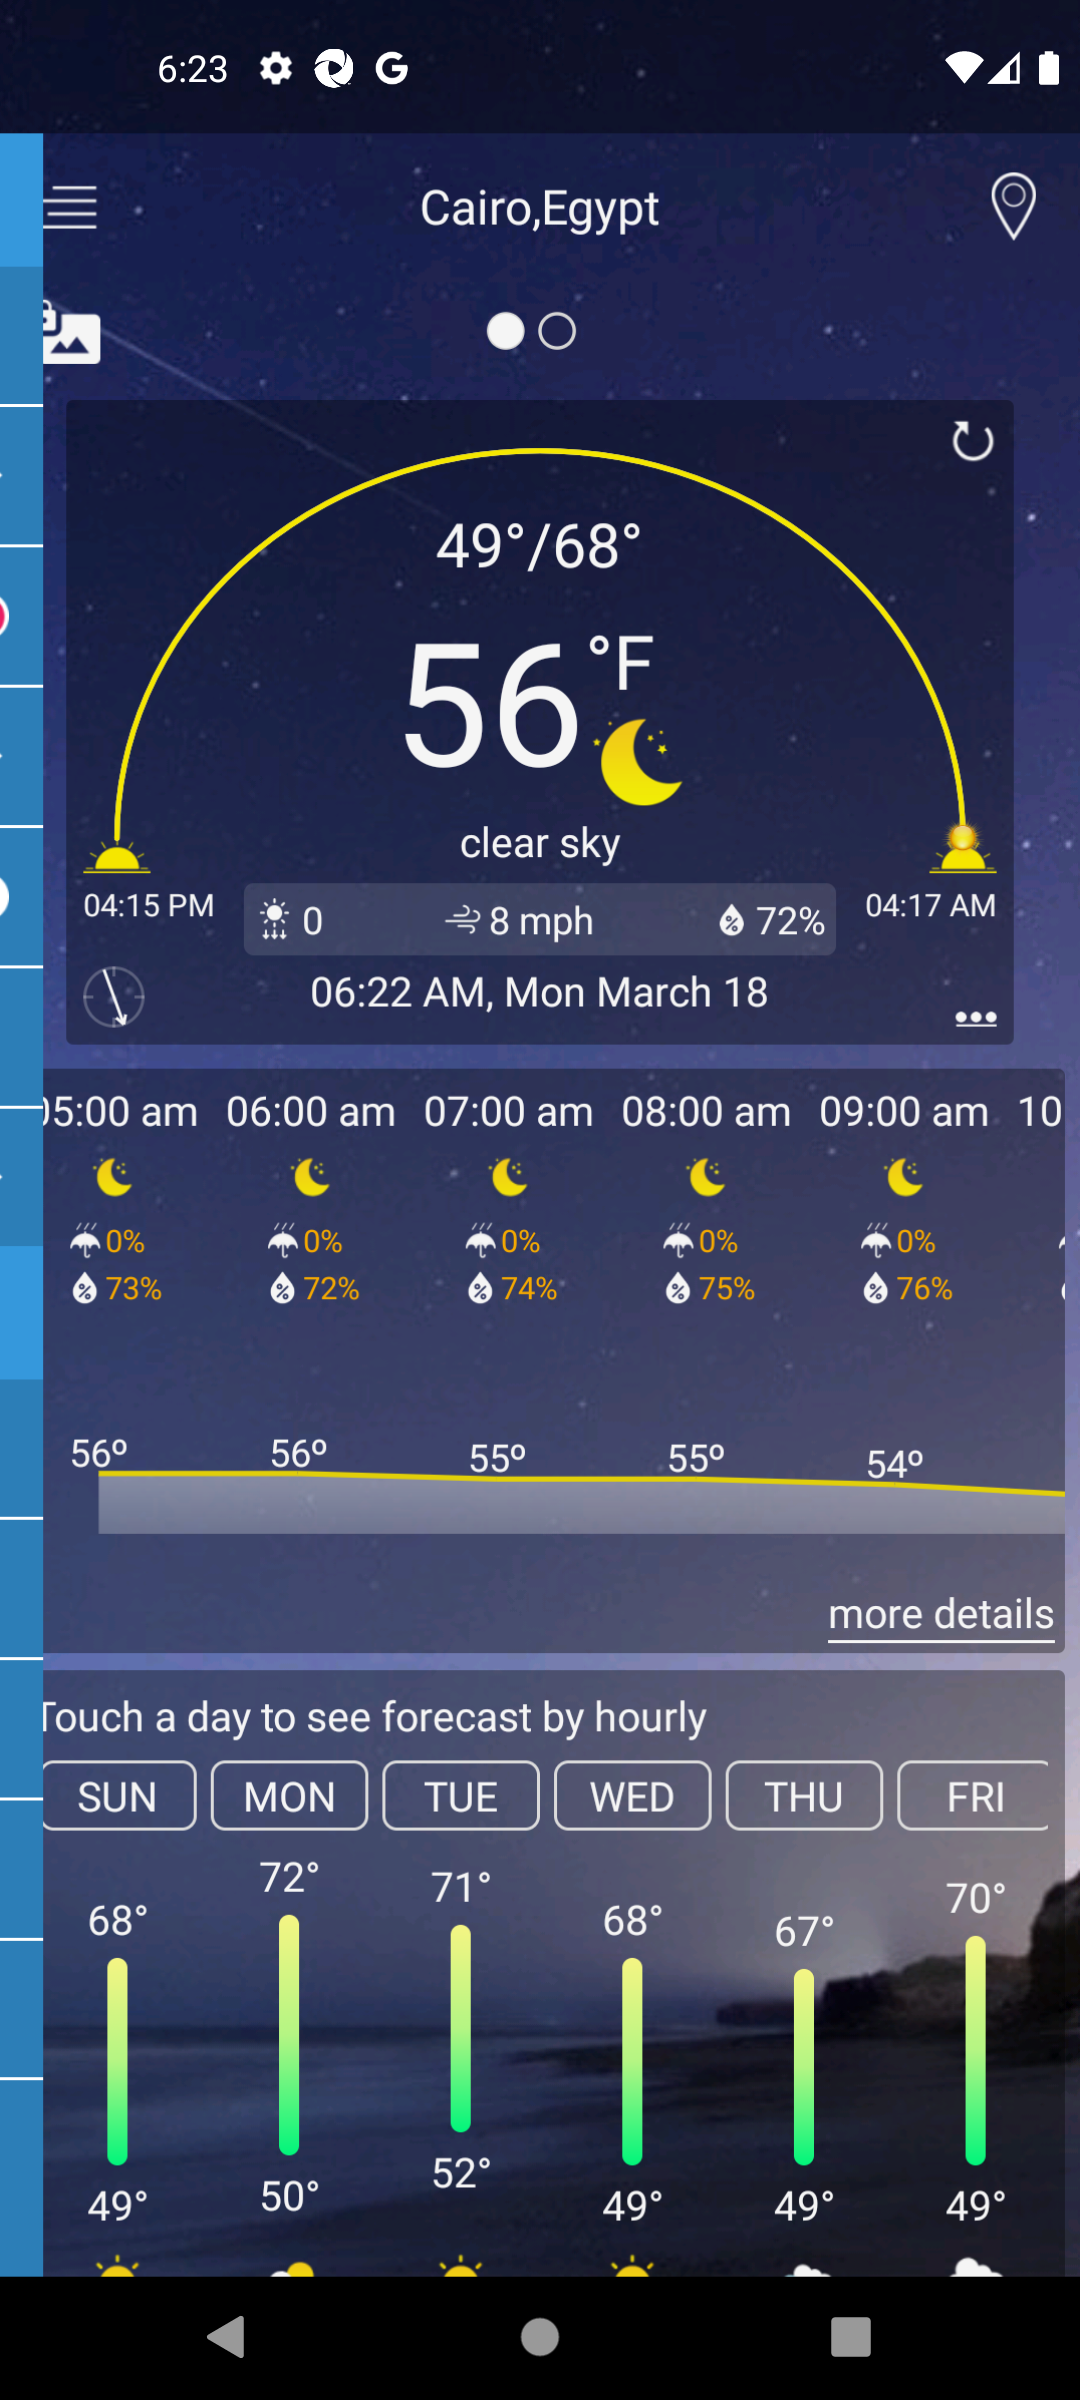 6:23
Cairo,Egypt
49°/68°
56 °F
clear sky
04:15 PM
04:17 AM
0 8 mph 72%
06:22 AM, Mon March 18
05:00 am 06:00 am 07:00 am 08:00 am 09:00 am 10
0% 0% 0% 0% 0%
73% 72% 74% 75% 76%
56º 56º 55º 55º 54º
more details
Touch a day to see forecast by hourly
SUN MON TUE WED THU FRI
68° 72° 71° 68° 67° 70°
49° 50° 52° 49° 49° 49°